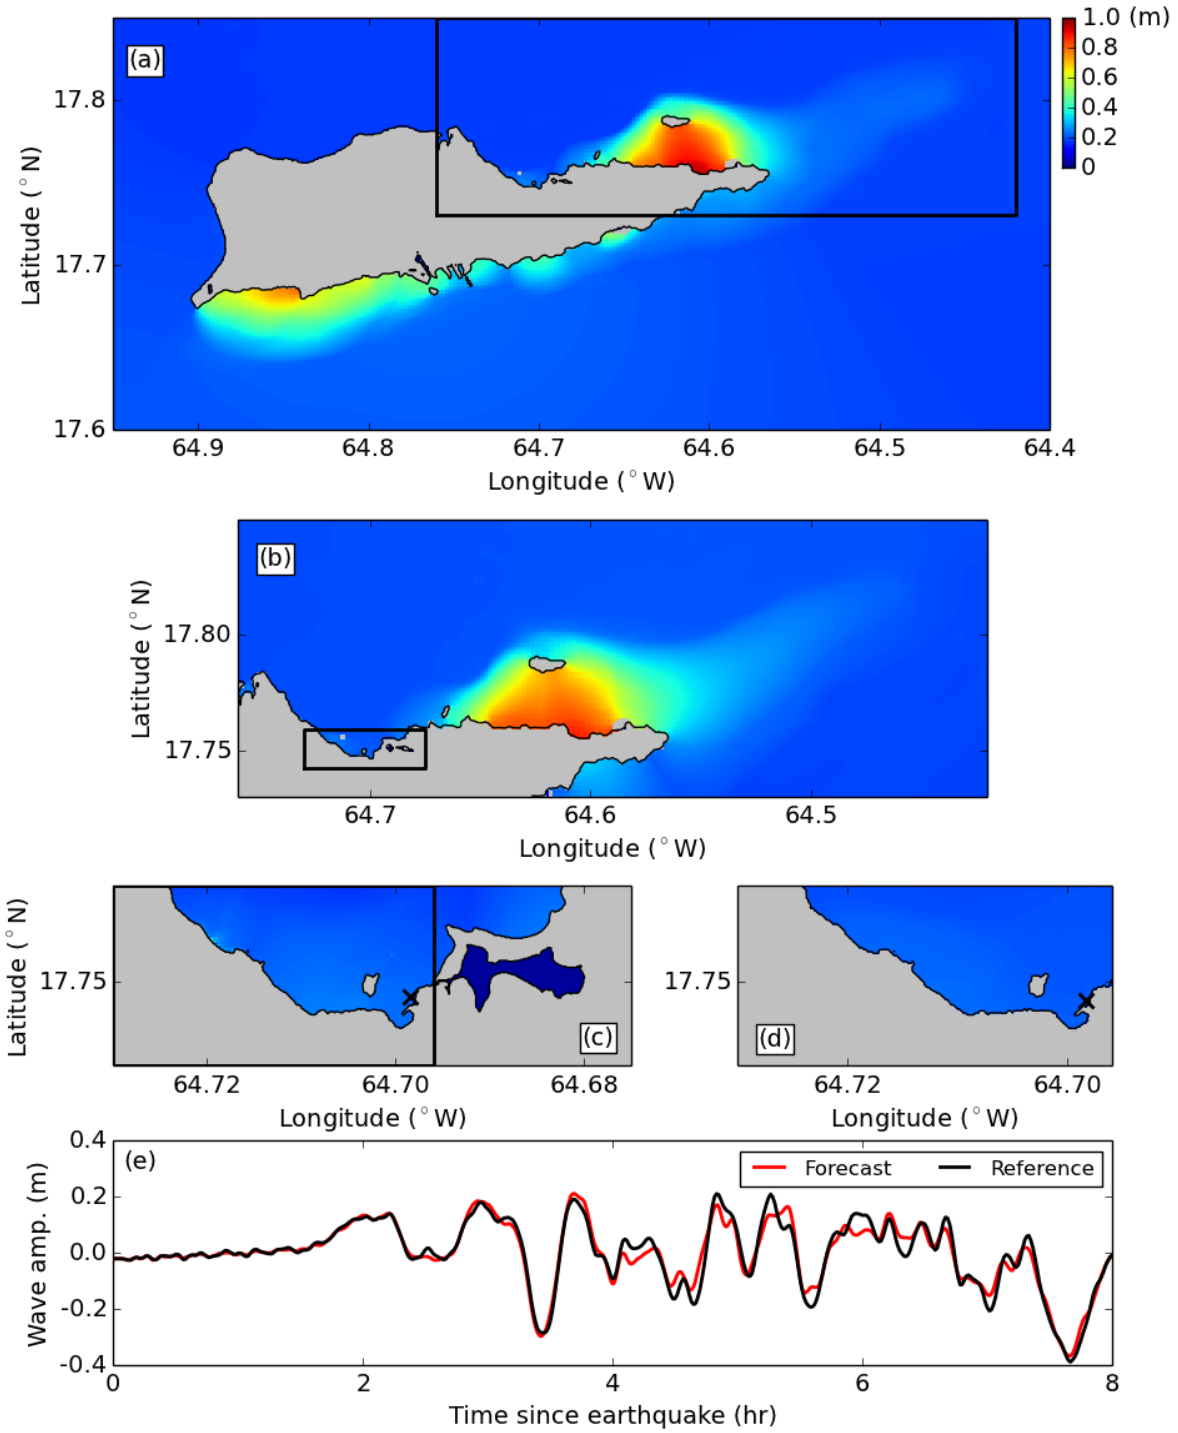 1.0 (m)
0.8
0.6
0.4
0.2
0
(a)
17.8
17.7
17.6
Latitude (°N)
64.9 64.8 64.7 64.6 64.5 64.4
Longitude (°W)
(b)
17.80
17.75
Latitude (°N)
64.7 64.6 64.5
Longitude (°W)
Latitude (°N)
17.75
(c)
64.72 64.70 64.68
Longitude (°W)
17.75
(d)
64.72 64.70
Longitude (°W)
(e)
Forecast Reference
0.4
0.2
0.0
-0.2
-0.4
Wave amp. (m)
0 2 4 6 8
Time since earthquake (hr)